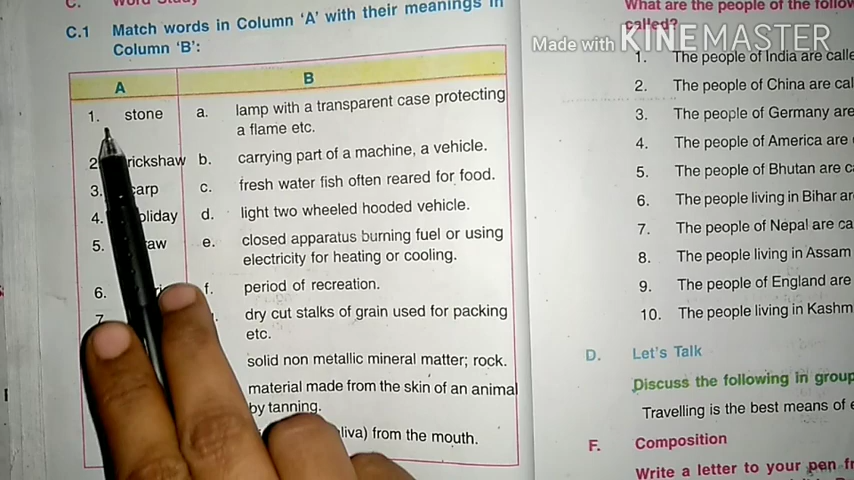 C. Word Study
C.1 Match words in Column 'A' with their meanings in
Column 'B':
A B
1. stone a. lamp with a transparent case protecting
a flame etc.
2 rickshaw b. carrying part of a machine, a vehicle.
3. carp c. fresh water fish often reared for food.
4. oliday d. light two wheeled hooded vehicle.
5. raw e. closed apparatus burning fuel or using
electricity for heating or cooling.
6. f. period of recreation.
7. dry cut stalks of grain used for packing
etc.
solid non metallic mineral matter; rock.
material made from the skin of an animal
by tanning.
liva) from the mouth.
What are the people of the follow
called?
Made with KINEMASTER
1. The people of India are calle
2. The people of China are cal
3. The people of Germany are
4. The people of America are
5. The people of Bhutan are c
6. The people living in Bihar ar
7. The people of Nepal are ca
8. The people living in Assam
9. The people of England are
10. The people living in Kashm
D. Let's Talk
Discuss the following in group
Travelling is the best means of e
F. Composition
Write a letter to your pen fr